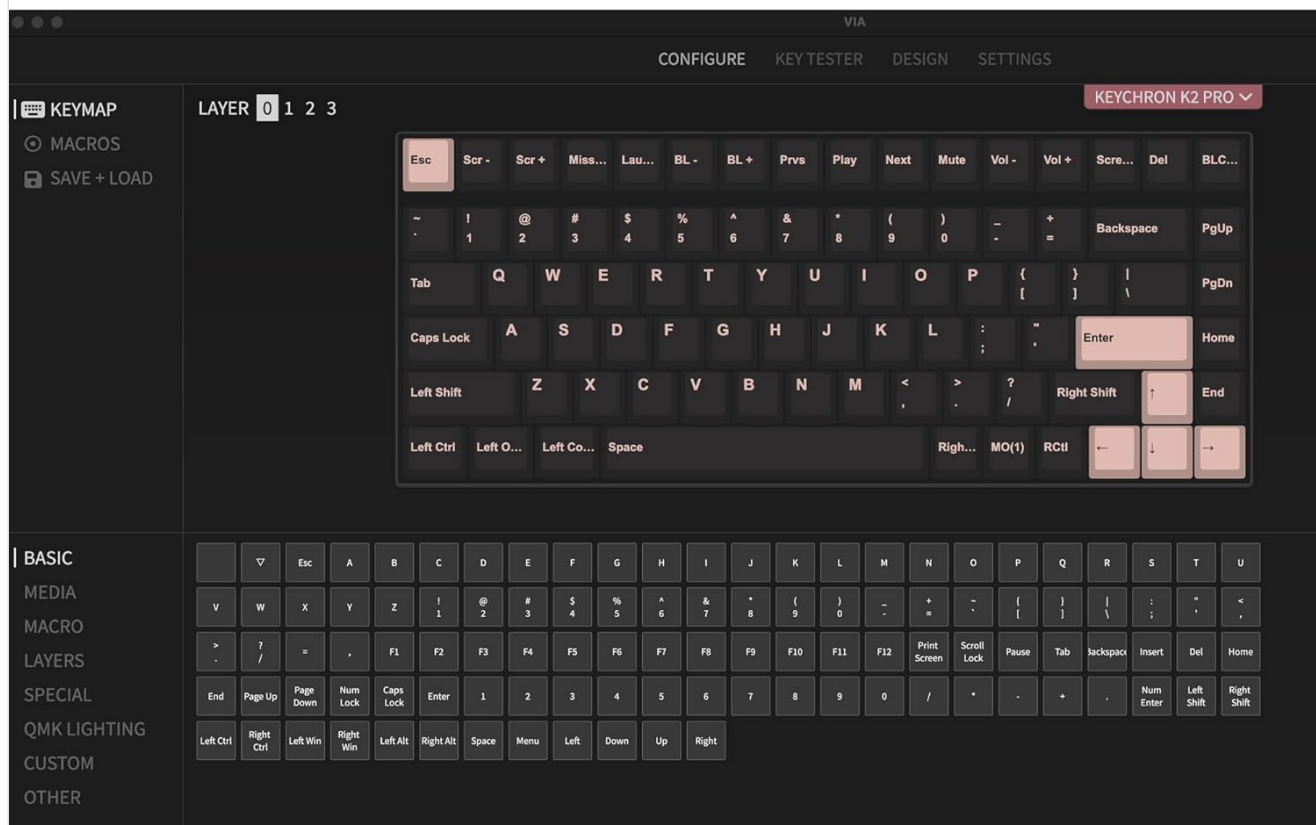 VIA
CONFIGURE KEY TESTER DESIGN SETTINGS
KEYMAP
MACROS
SAVE + LOAD
LAYER 0 1 2 3
KEYCHRON K2 PRO
Esc Scr - Scr + Miss... Lau... BL - BL + Prvs Play Next Mute Vol - Vol + Scre... Del BLC...
~ ! @ # $ % ^ & * ( ) _ +
` 1 2 3 4 5 6 7 8 9 0 - = Backspace PgUp
Tab Q W E R T Y U I O P { } |
[ ] \ PgDn
Caps Lock A S D F G H J K L : " Enter Home
; '
Left Shift Z X C V B N M < > ? Right Shift ↑ End
, . /
Left Ctrl Left O... Left Co... Space Righ... MO(1) RCtl ← ↓ →
BASIC
MEDIA
MACRO
LAYERS
SPECIAL
QMK LIGHTING
CUSTOM
OTHER
▽ Esc A B C D E F G H I J K L M N O P Q R S T U
V W X Y Z ! @ # $ % ^ & * ( ) _ + ~ { } | : " <
1 2 3 4 5 6 7 8 9 0 - = ` [ ] \ ; ' ,
> ? = , F1 F2 F3 F4 F5 F6 F7 F8 F9 F10 F11 F12 Print Screen Scroll Lock Pause Tab Backspace Insert Del Home
. /
End Page Up Page Down Num Lock Caps Lock Enter 1 2 3 4 5 6 7 8 9 0 / * - + . Num Enter Left Shift Right Shift
Left Ctrl Right Ctrl Left Win Right Win Left Alt Right Alt Space Menu Left Down Up Right